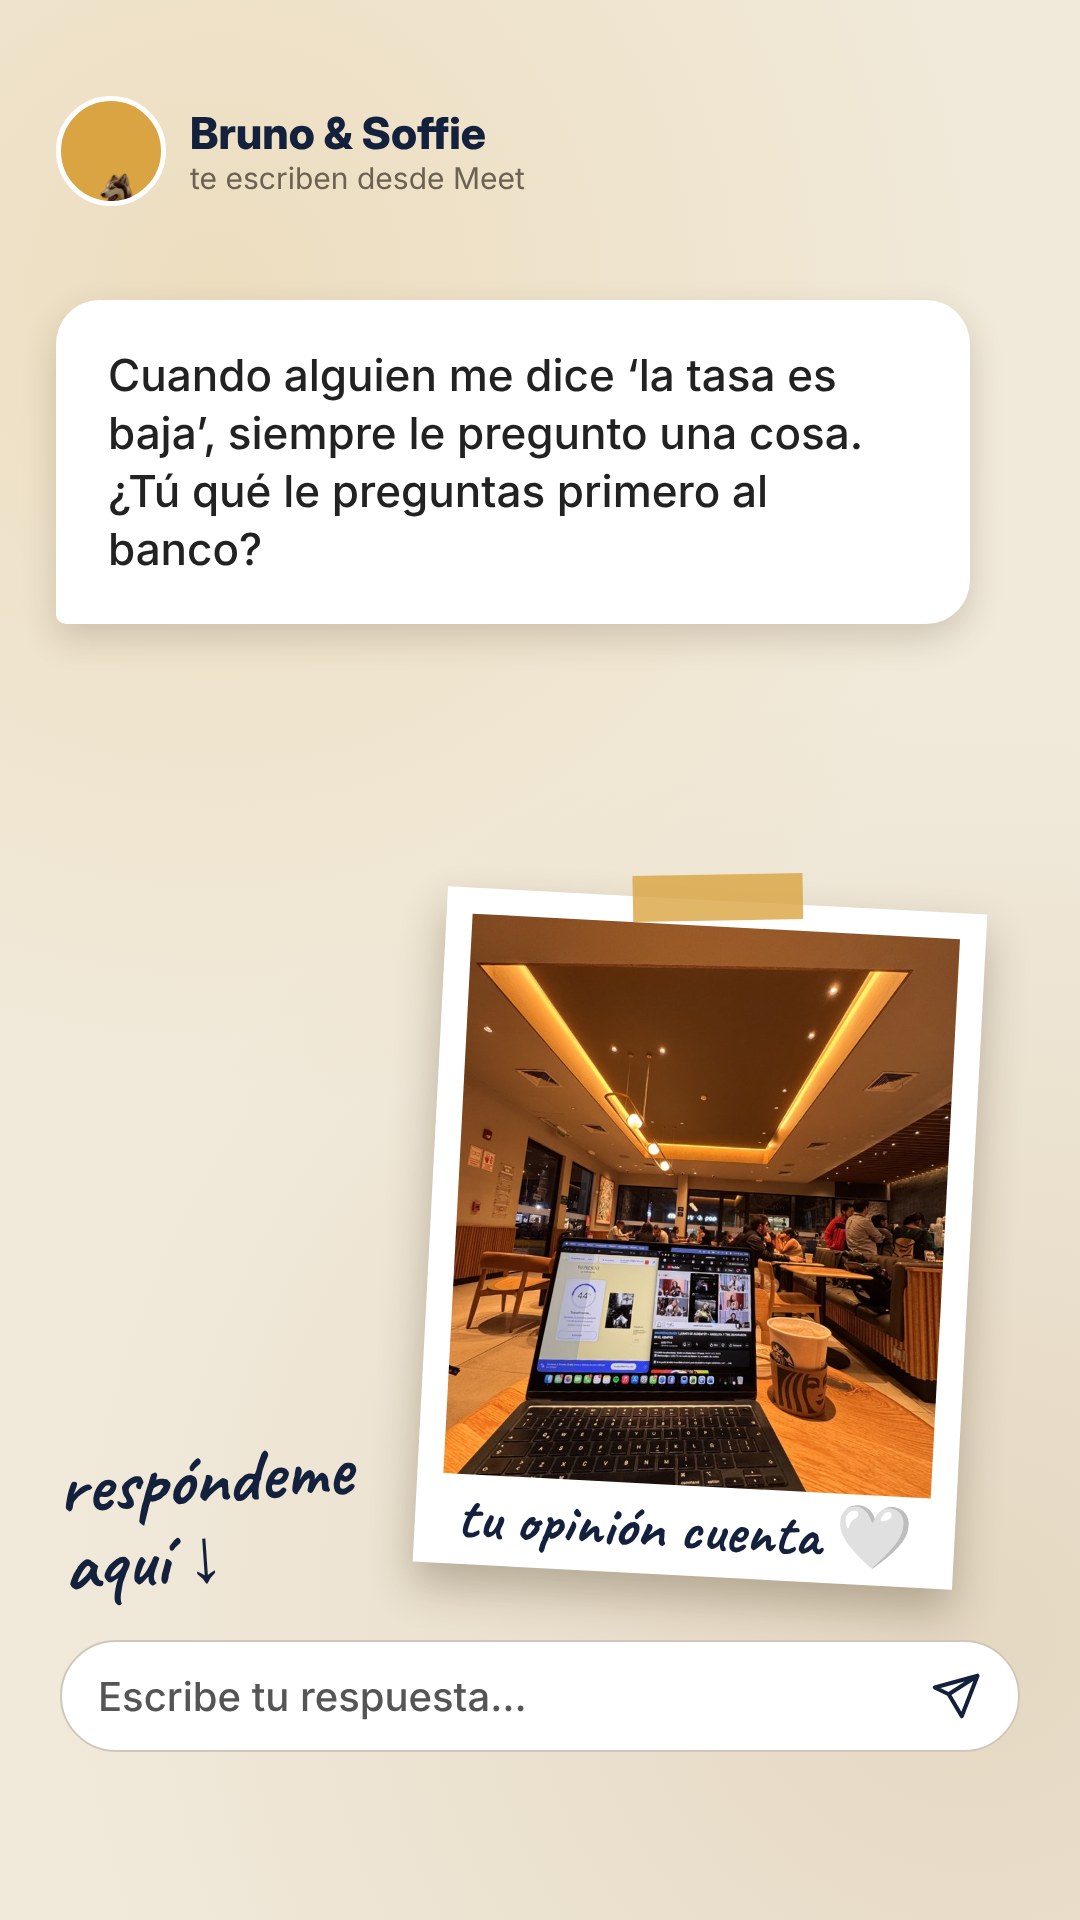 Bruno & Soffie
te escriben desde Meet
Cuando alguien me dice ‘la tasa es
baja’, siempre le pregunto una cosa.
¿Tú qué le preguntas primero al
banco?
44
tu opinión cuenta 🤍
respóndeme
aquí ↓
Escribe tu respuesta...